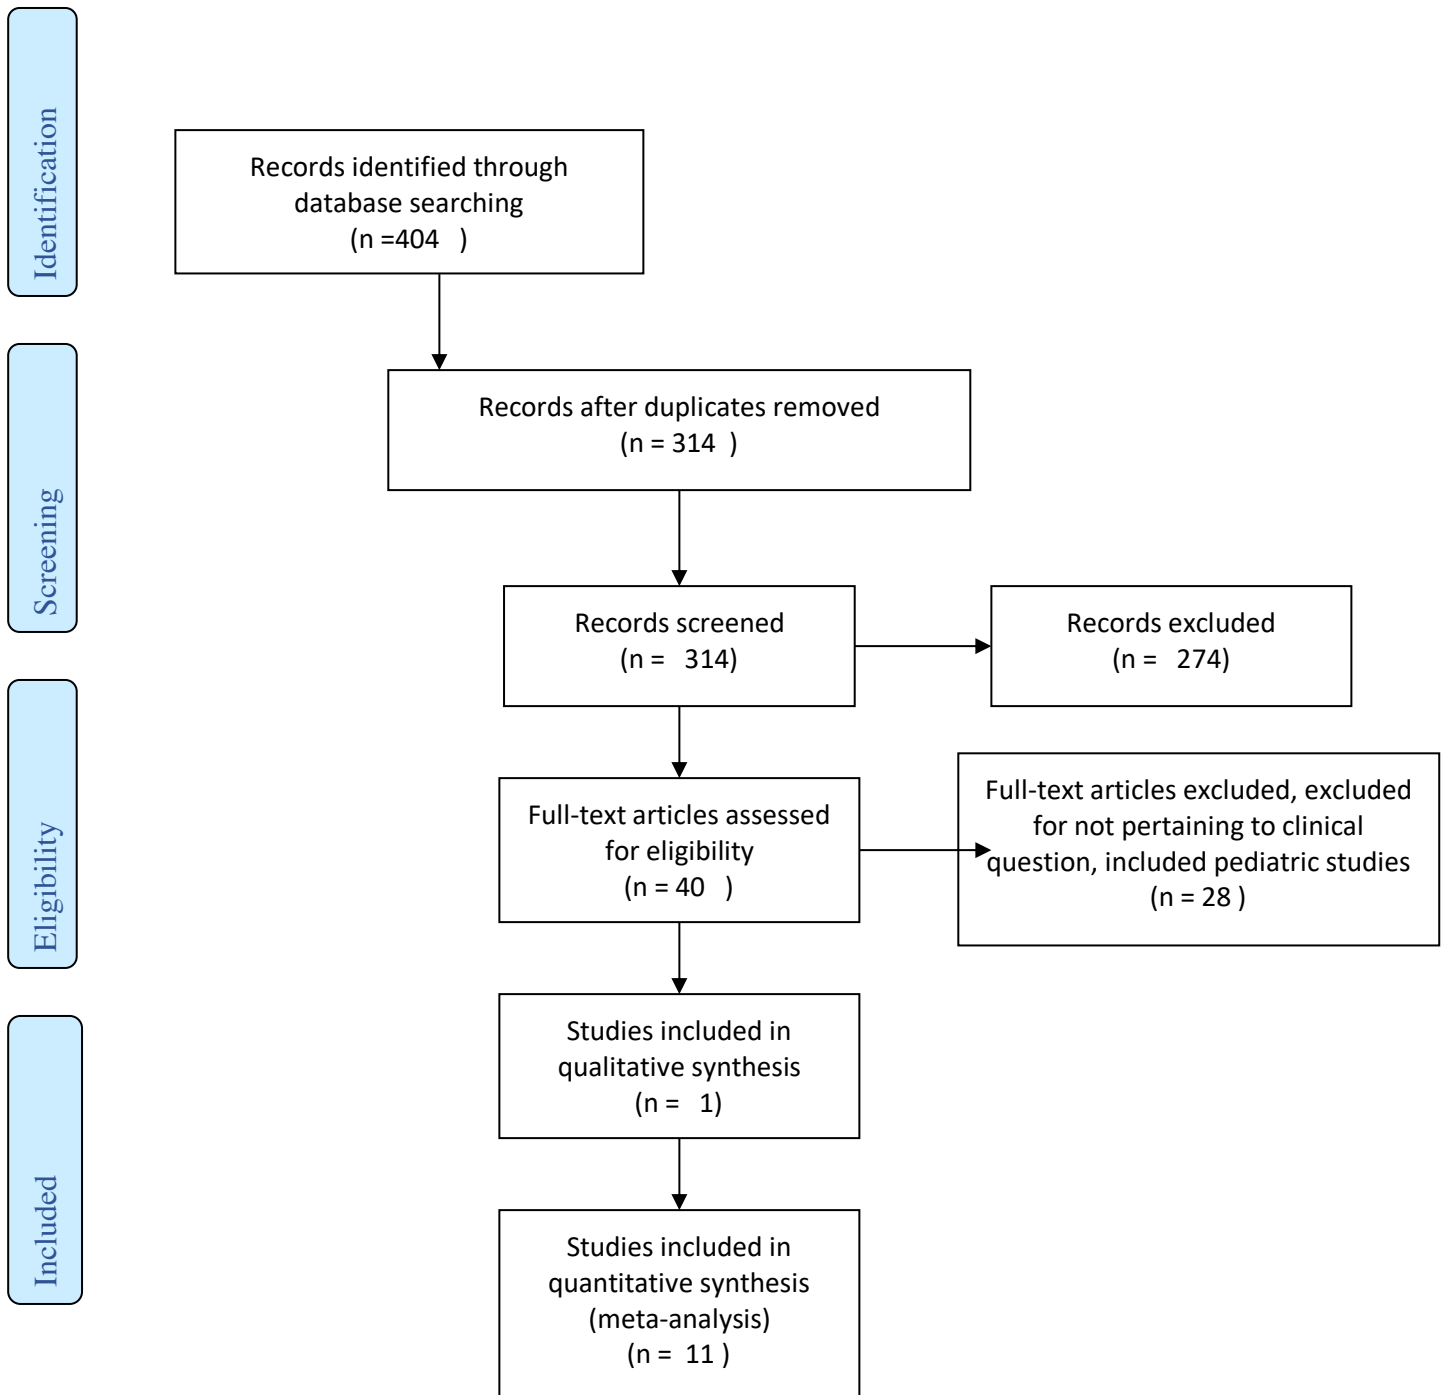 Identification
Records identified through
database searching
(n =404   )
Screening
Records after duplicates removed
(n = 314  )
Records screened
(n =   314)
Records excluded
(n =   274)
Eligibility
Full-text articles assessed
for eligibility
(n = 40   )
Full-text articles excluded, excluded
for not pertaining to clinical
question, included pediatric studies
(n = 28 )
Included
Studies included in
qualitative synthesis
(n =   1)
Studies included in
quantitative synthesis
(meta-analysis)
(n =  11 )